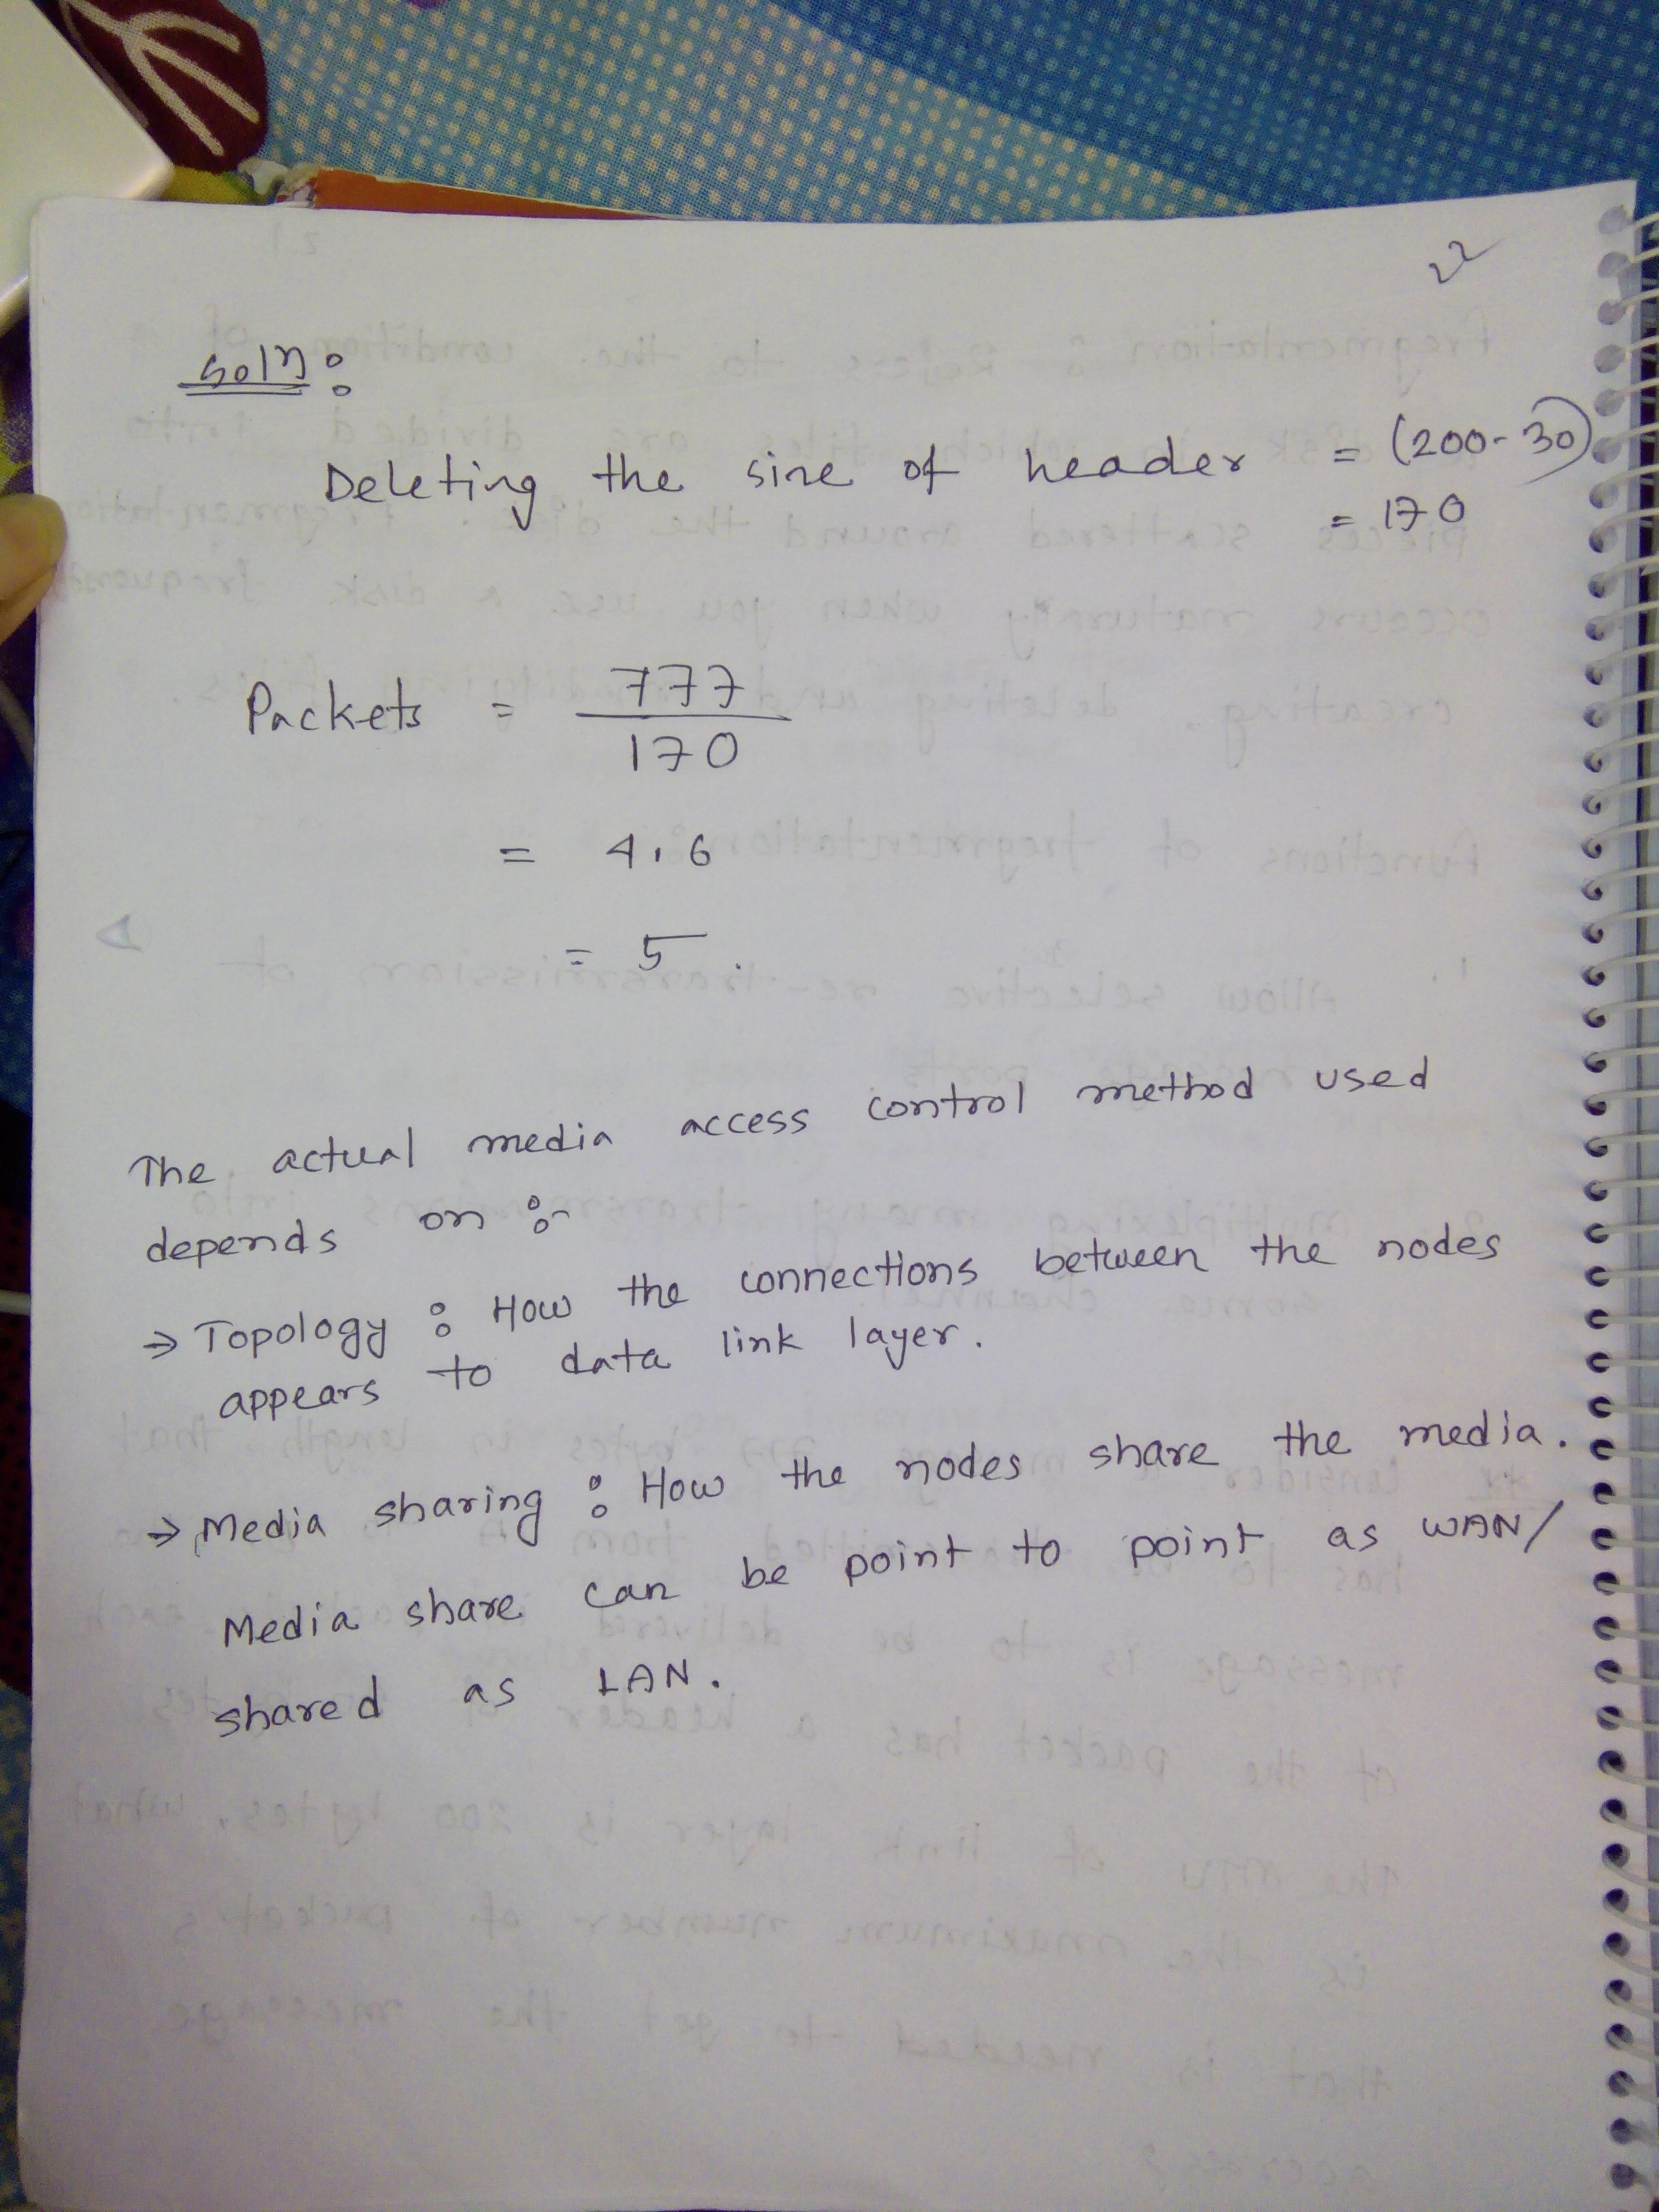 22
Soln:
Deleting the size of header = (200-30)
= 170
Packets = 777
170
= 4.6
= 5.
The actual media access control method used
depends on :-
→ Topology : How the connections between the nodes
appears to data link layer.
→ Media sharing : How the nodes share the media.
Media share can be point to point as WAN/
shared as LAN.